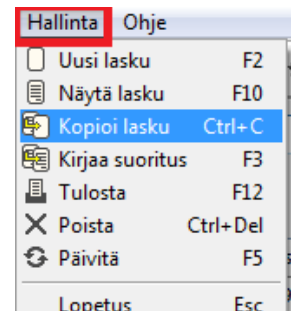 Hallinta Ohje
Uusi lasku F2
Näytä lasku F10
Kopioi lasku Ctrl+C
Kirjaa suoritus F3
Tulosta F12
Poista Ctrl+Del
Päivitä F5
Lopetus Esc